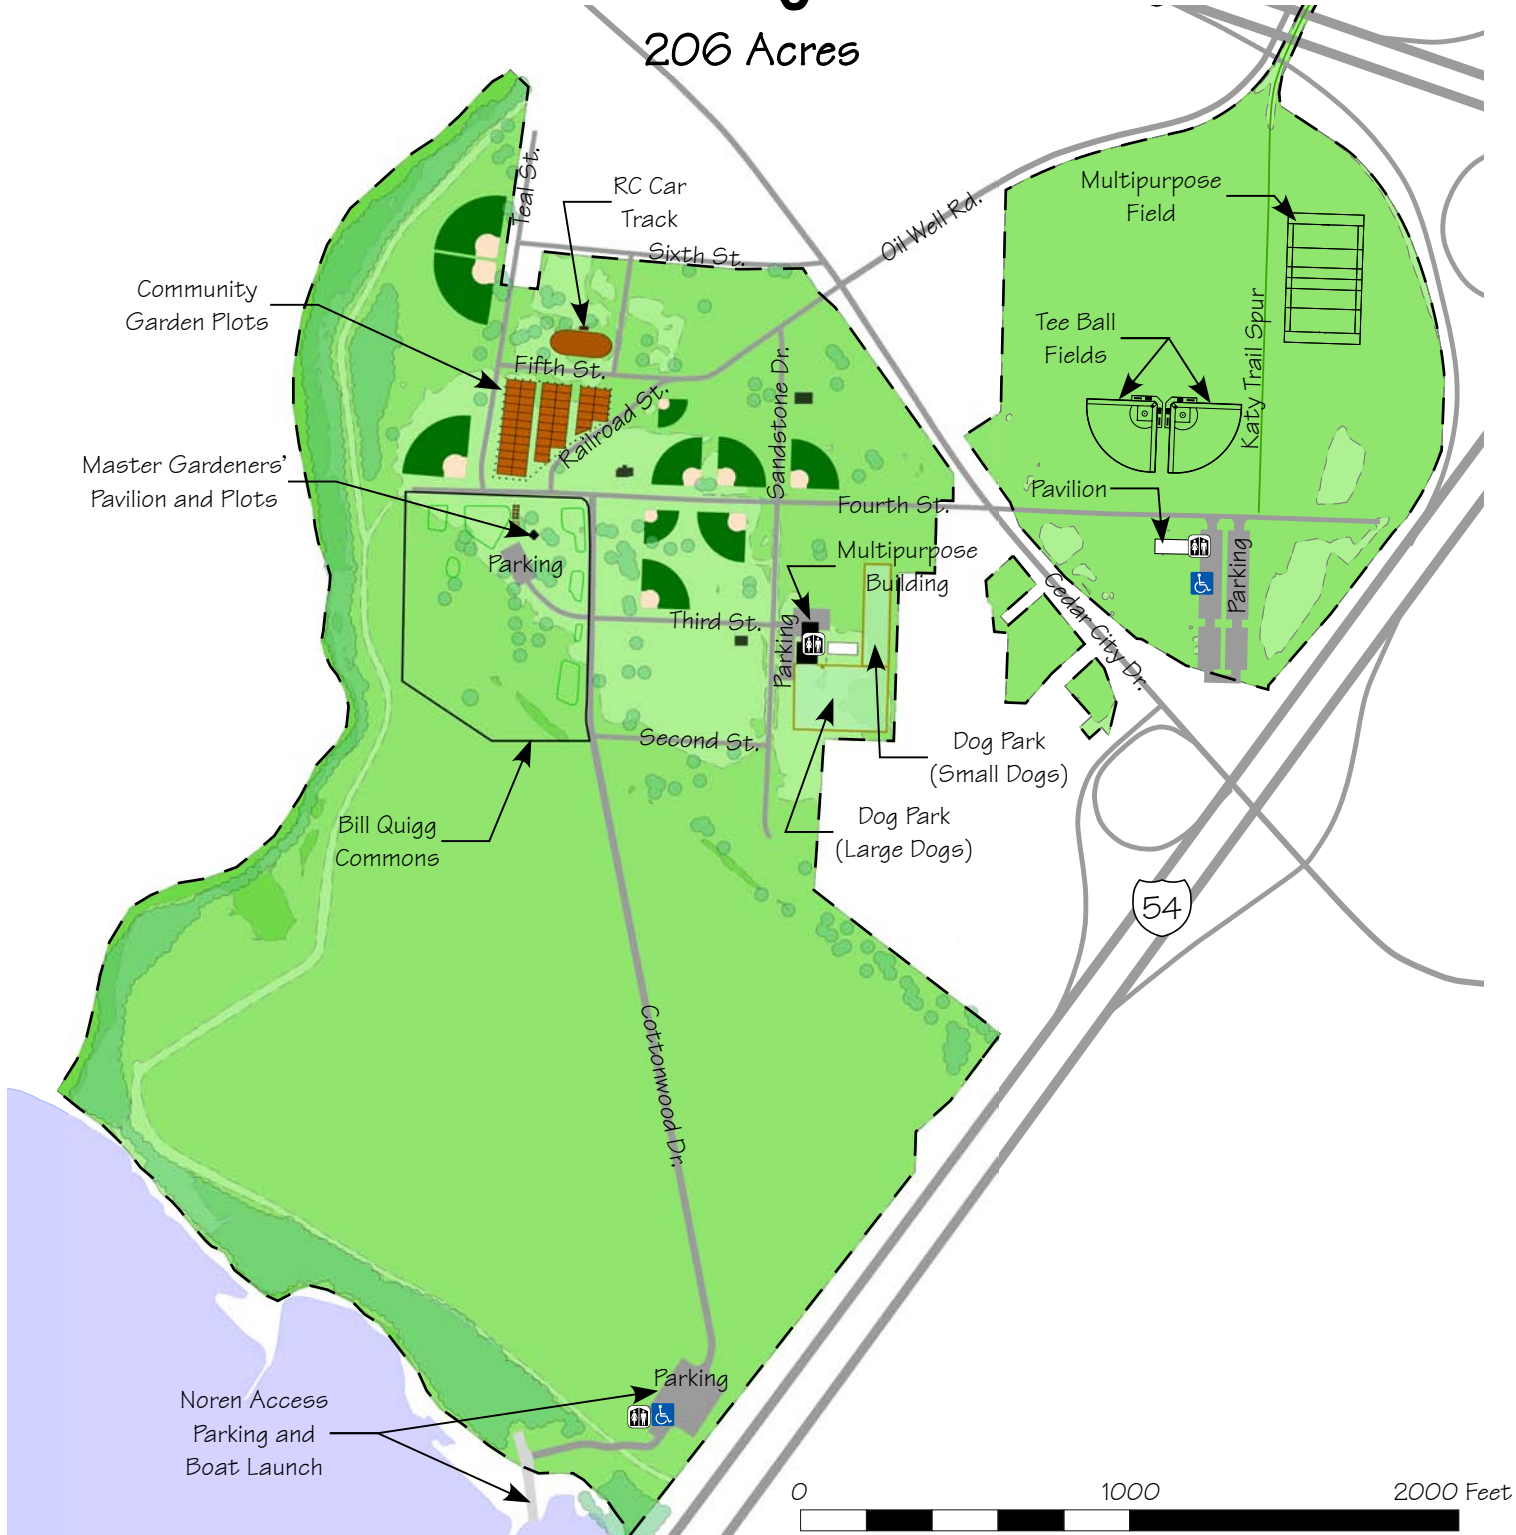 206 Acres
Teal St.
RC Car
Track
Sixth St.
Oil Well Rd.
Multipurpose
Field
Community
Garden Plots
Fifth St.
Railroad St.
Sandstone Dr.
Tee Ball
Fields
Katy Trail Spur
Master Gardeners'
Pavilion and Plots
Fourth St.
Pavilion
Parking
Multipurpose
Building
Parking
Cedar City Dr.
Third St.
Parking
Second St.
Dog Park
(Small Dogs)
Bill Quigg
Commons
Dog Park
(Large Dogs)
54
Cottonwood Dr.
Parking
Noren Access
Parking and
Boat Launch
0 1000 2000 Feet